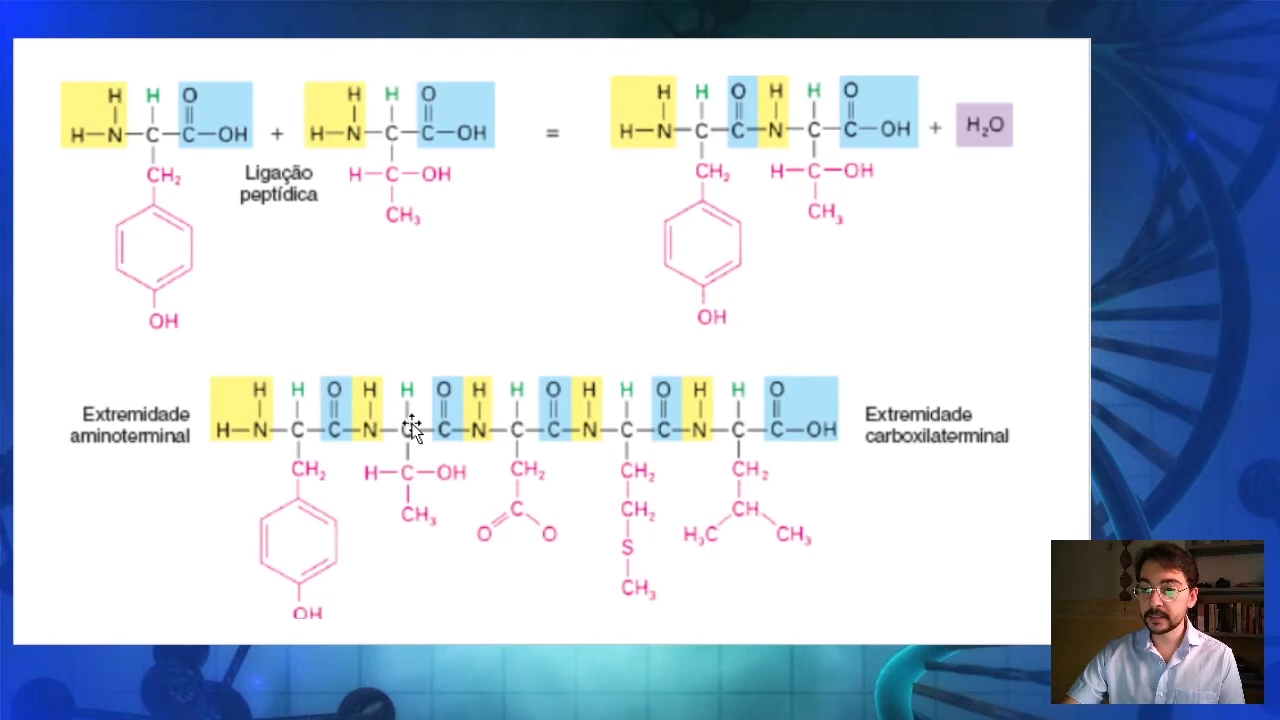 H H O H H O H H O H H O
H—N—C—C—OH + H—N—C—C—OH = H—N—C—C—N—C—C—OH + H₂O
CH₂ Ligação H—C—OH CH₂ H—C—OH
peptídica CH₃ CH₃
OH OH
H H O H H O H H O H H O H H O
Extremidade
aminoterminal
H—N—C—C—N—C—C—N—C—C—N—C—C—N—C—C—OH
Extremidade
carboxilaterminal
CH₂ H—C—OH CH₂ CH₂ CH₂
CH₃ C CH₂ CH
O O S H₃C CH₃
CH₃
OH